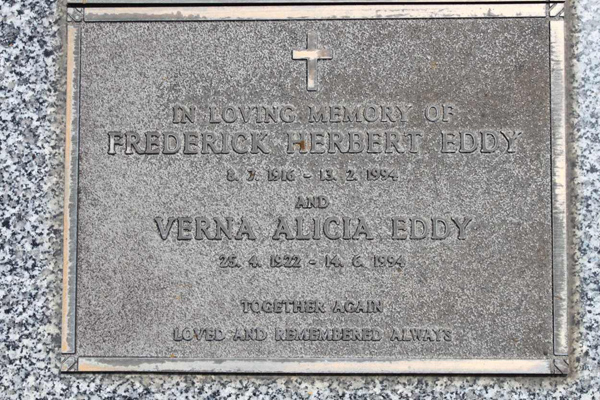 IN LOVING MEMORY OF
FREDERICK HERBERT EDDY
8. 7. 1916 - 13. 2. 1994
AND
VERNA ALICIA EDDY
25. 4. 1922 - 14. 6. 1994
TOGETHER AGAIN
LOVED AND REMEMBERED ALWAYS